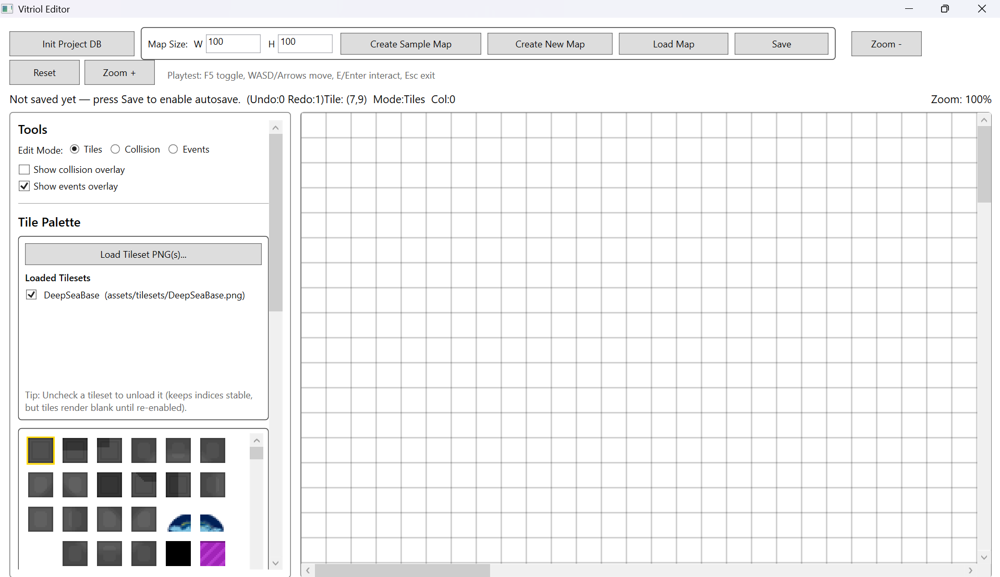 Vitriol Editor
Init Project DB
Map Size: W 100 H 100 Create Sample Map Create New Map Load Map Save
Zoom -
Reset Zoom + Playtest: F5 toggle, WASD/Arrows move, E/Enter interact, Esc exit
Not saved yet — press Save to enable autosave. (Undo:0 Redo:1)Tile: (7,9) Mode:Tiles Col:0
Zoom: 100%
Tools
Edit Mode: Tiles Collision Events
Show collision overlay
Show events overlay
Tile Palette
Load Tileset PNG(s)...
Loaded Tilesets
DeepSeaBase (assets/tilesets/DeepSeaBase.png)
Tip: Uncheck a tileset to unload it (keeps indices stable,
but tiles render blank until re-enabled).